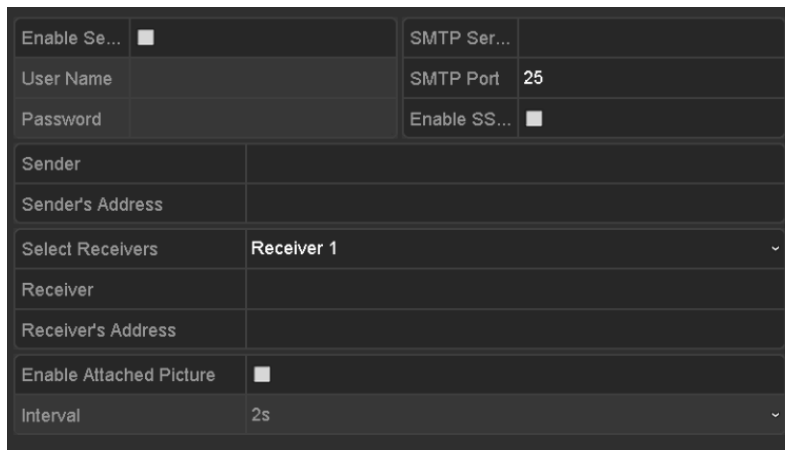 Enable Se...
SMTP Ser...
User Name
SMTP Port 25
Password
Enable SS...
Sender
Sender's Address
Select Receivers Receiver 1
Receiver
Receiver's Address
Enable Attached Picture
Interval 2s